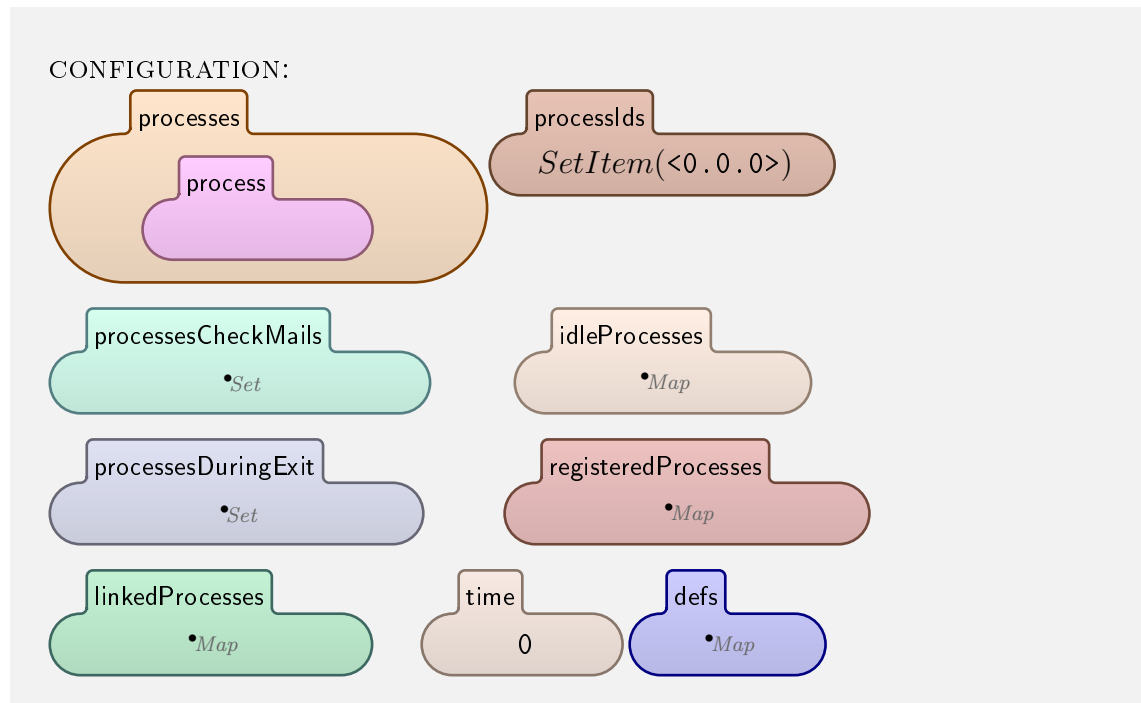 CONFIGURATION:
processes processIds
SetItem(<0.0.0>)
process
processesCheckMails idleProcesses
•Set •Map
processesDuringExit registeredProcesses
•Set •Map
linkedProcesses time defs
•Map 0 •Map